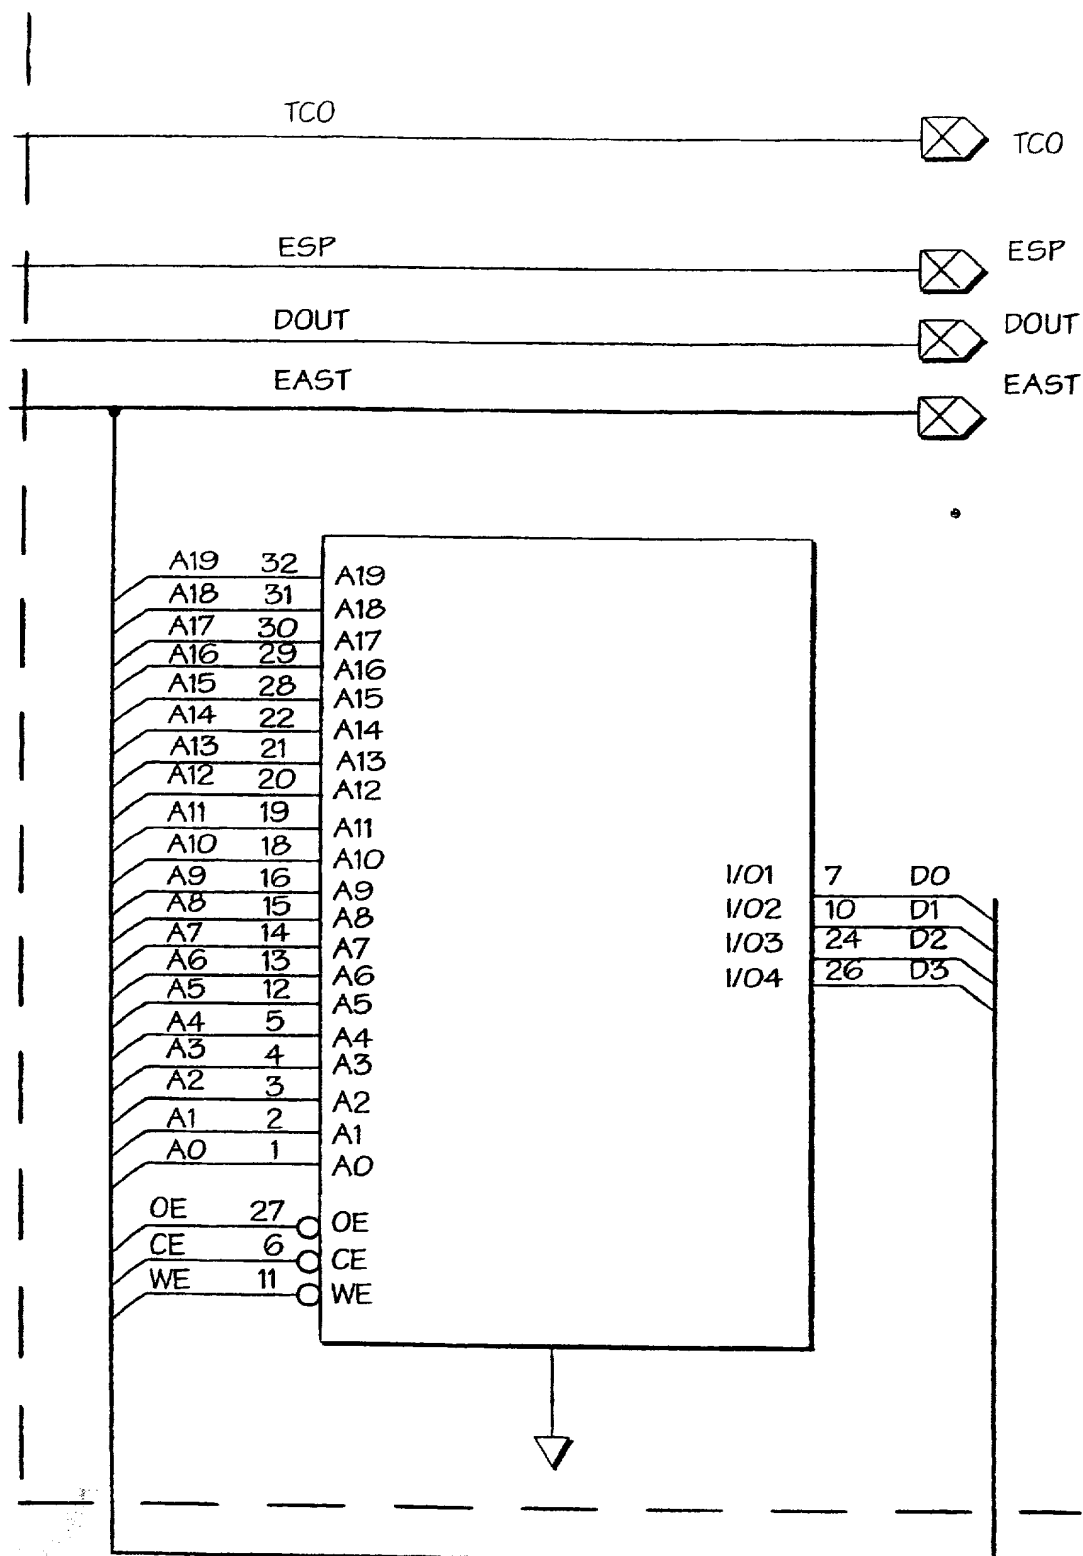 TCO TCO
ESP ESP
DOUT DOUT
EAST EAST
A19 32 A19
A18 31 A18
A17 30 A17
A16 29 A16
A15 28 A15
A14 22 A14
A13 21 A13
A12 20 A12
A11 19 A11
A10 18 A10
A9 16 A9 I/O1 7 D0
A8 15 A8 I/O2 10 D1
A7 14 A7 I/O3 24 D2
A6 13 A6 I/O4 26 D3
A5 12 A5
A4 5 A4
A3 4 A3
A2 3 A2
A1 2 A1
A0 1 A0
OE 27 OE
CE 6 CE
WE 11 WE